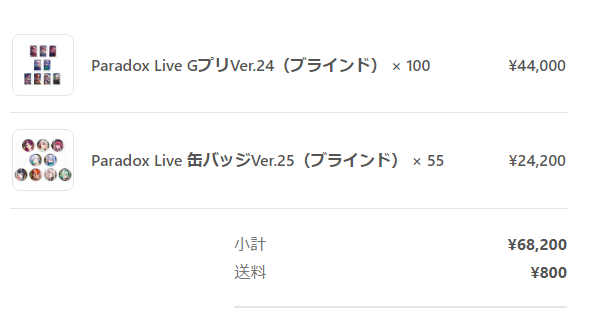 Paradox Live GプリVer.24（ブラインド） × 100 ¥44,000
Paradox Live 缶バッジVer.25（ブラインド） × 55 ¥24,200
小計 ¥68,200
送料 ¥800